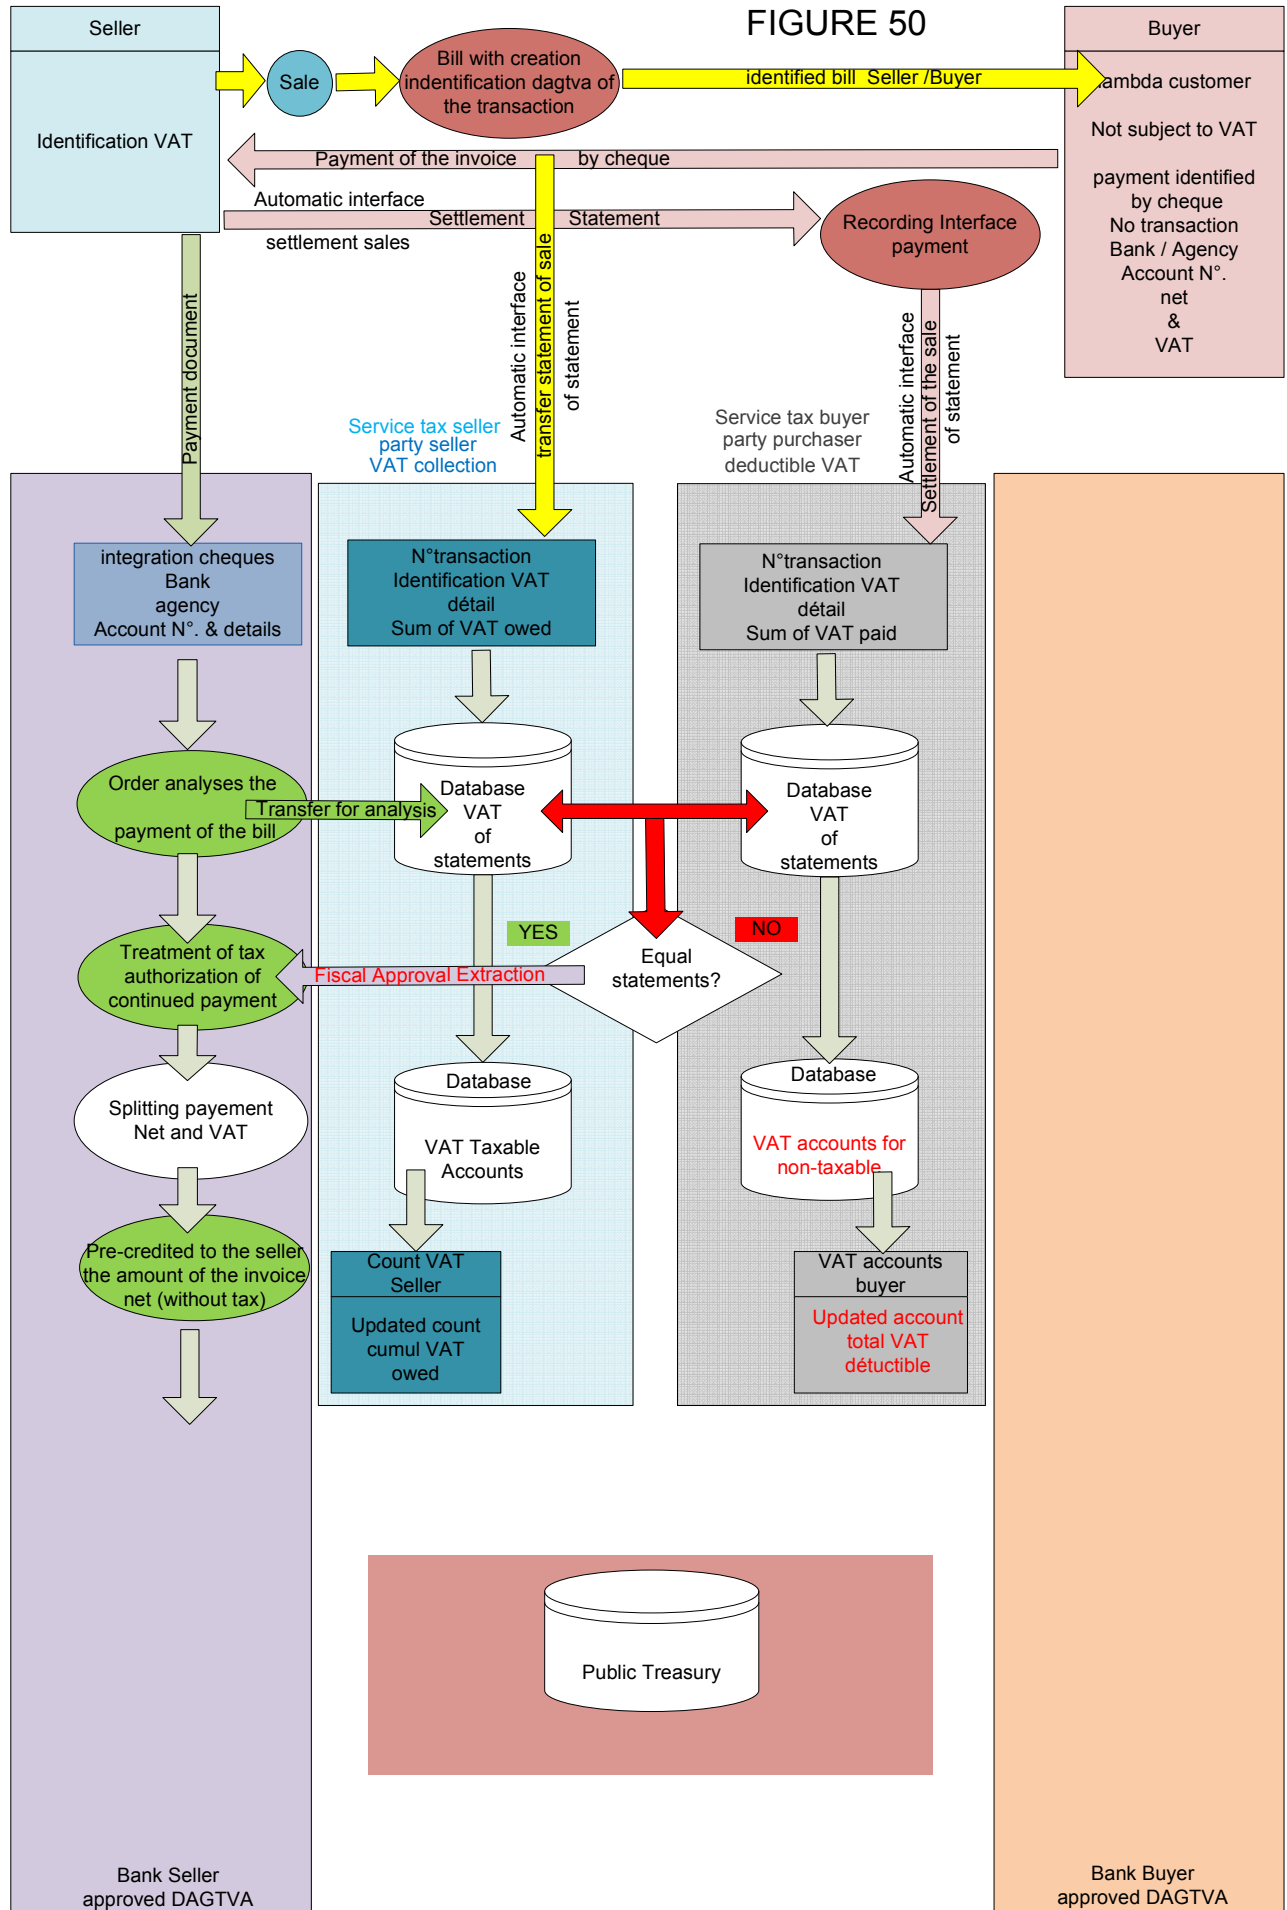 FIGURE 50
Seller
Identification VAT
Sale
Bill with creation
indentification dagtva of
the transaction
identified bill Seller /Buyer
Buyer
lambda customer
Not subject to VAT
payment identified
by cheque
No transaction
Bank / Agency
Account N°.
net
&
VAT
Payment of the invoice by cheque
Automatic interface
Settlement Statement
settlement sales
Recording Interface
payment
Payment document
Automatic interface
transfer statement of sale
of statement
Automatic interface
Settlement of the sale
of statement
Service tax seller
party seller
VAT collection
Service tax buyer
party purchaser
deductible VAT
integration cheques
Bank
agency
Account N°. & details
N°transaction
Identification VAT
détail
Sum of VAT owed
N°transaction
Identification VAT
détail
Sum of VAT paid
Order analyses the
payment of the bill
Transfer for analysis
Database
VAT
of
statements
Database
VAT
of
statements
YES
NO
Equal
statements?
Fiscal Approval Extraction
Treatment of tax
authorization of
continued payment
Splitting payement
Net and VAT
Database
VAT Taxable
Accounts
Database
VAT accounts for
non-taxable
Pre-credited to the seller
the amount of the invoice
net (without tax)
Count VAT
Seller
Updated count
cumul VAT
owed
VAT accounts
buyer
Updated account
total VAT
détuctible
Public Treasury
Bank Seller
approved DAGTVA
Bank Buyer
approved DAGTVA